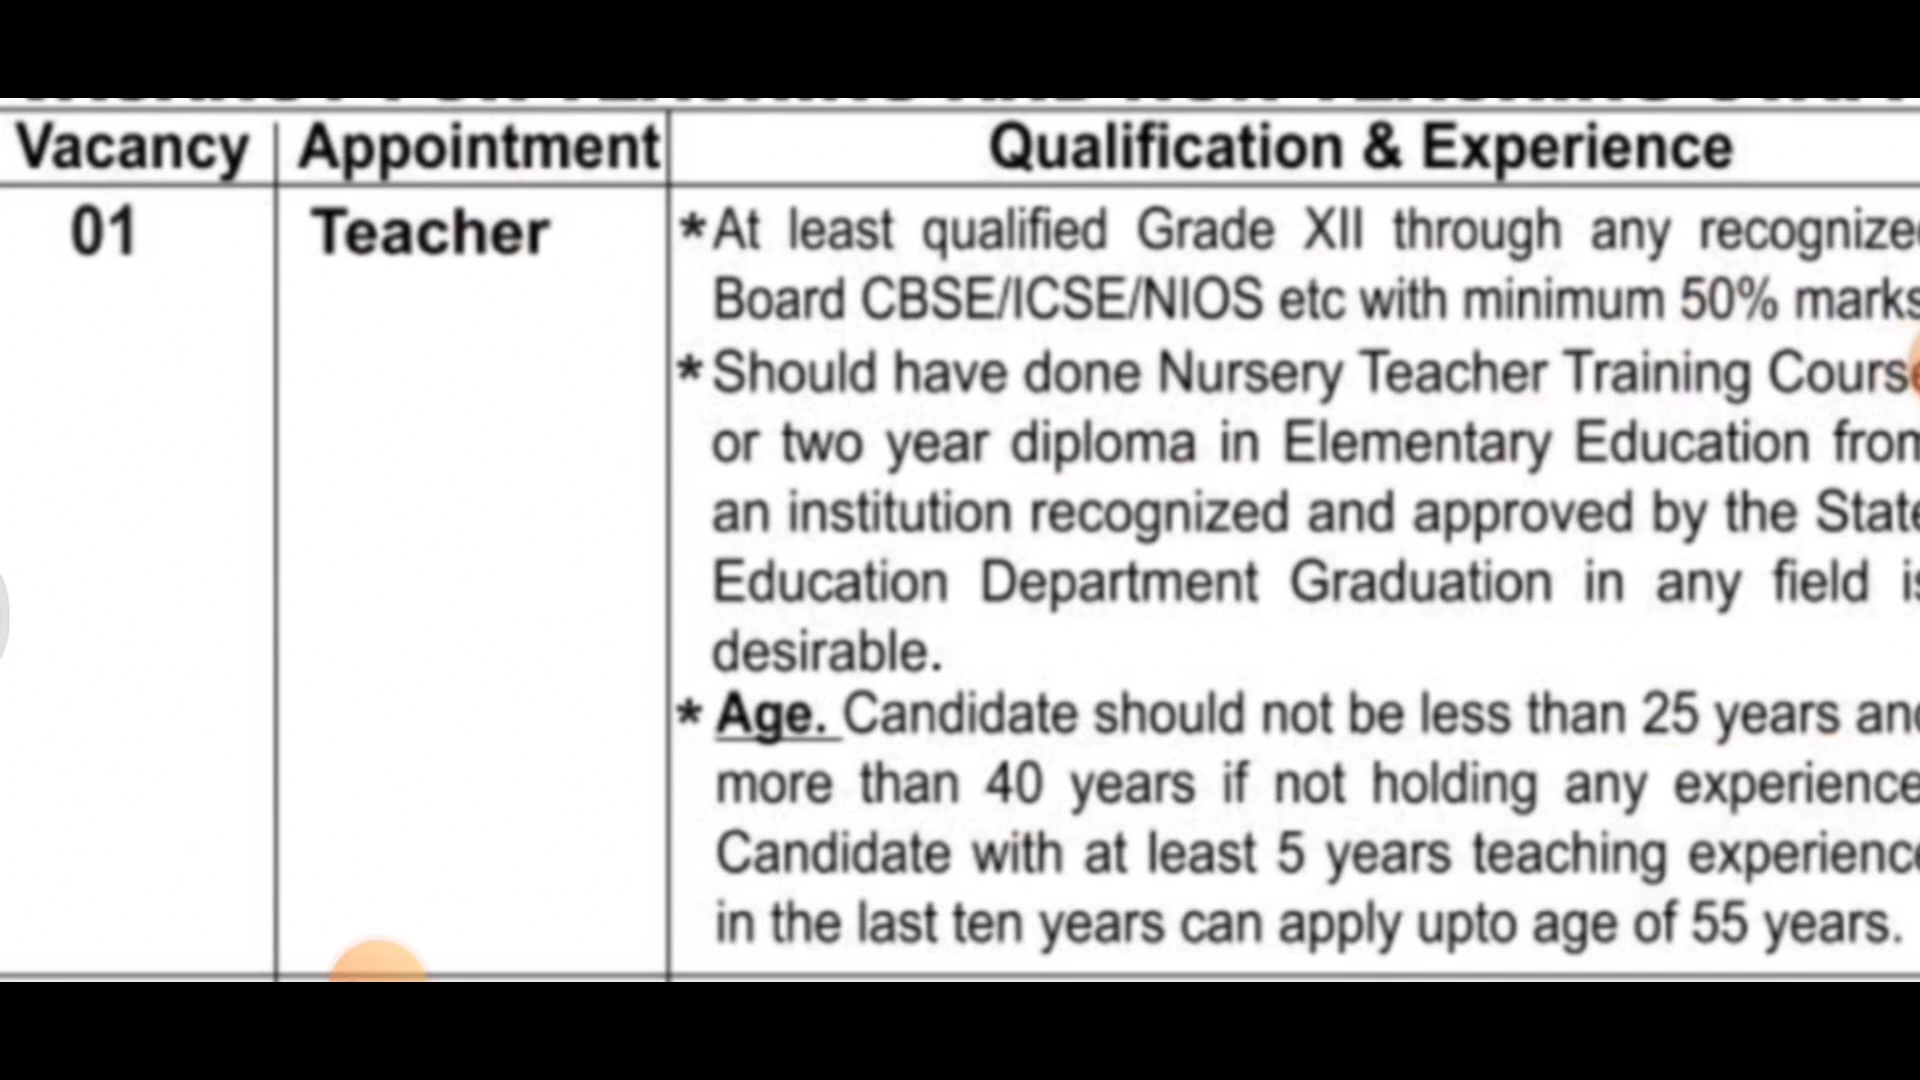 Vacancy Appointment Qualification & Experience
01 Teacher *At least qualified Grade XII through any recognized
Board CBSE/ICSE/NIOS etc with minimum 50% marks
*Should have done Nursery Teacher Training Course
or two year diploma in Elementary Education from
an institution recognized and approved by the State
Education Department Graduation in any field is
desirable.
* Age. Candidate should not be less than 25 years and
more than 40 years if not holding any experience
Candidate with at least 5 years teaching experience
in the last ten years can apply upto age of 55 years.